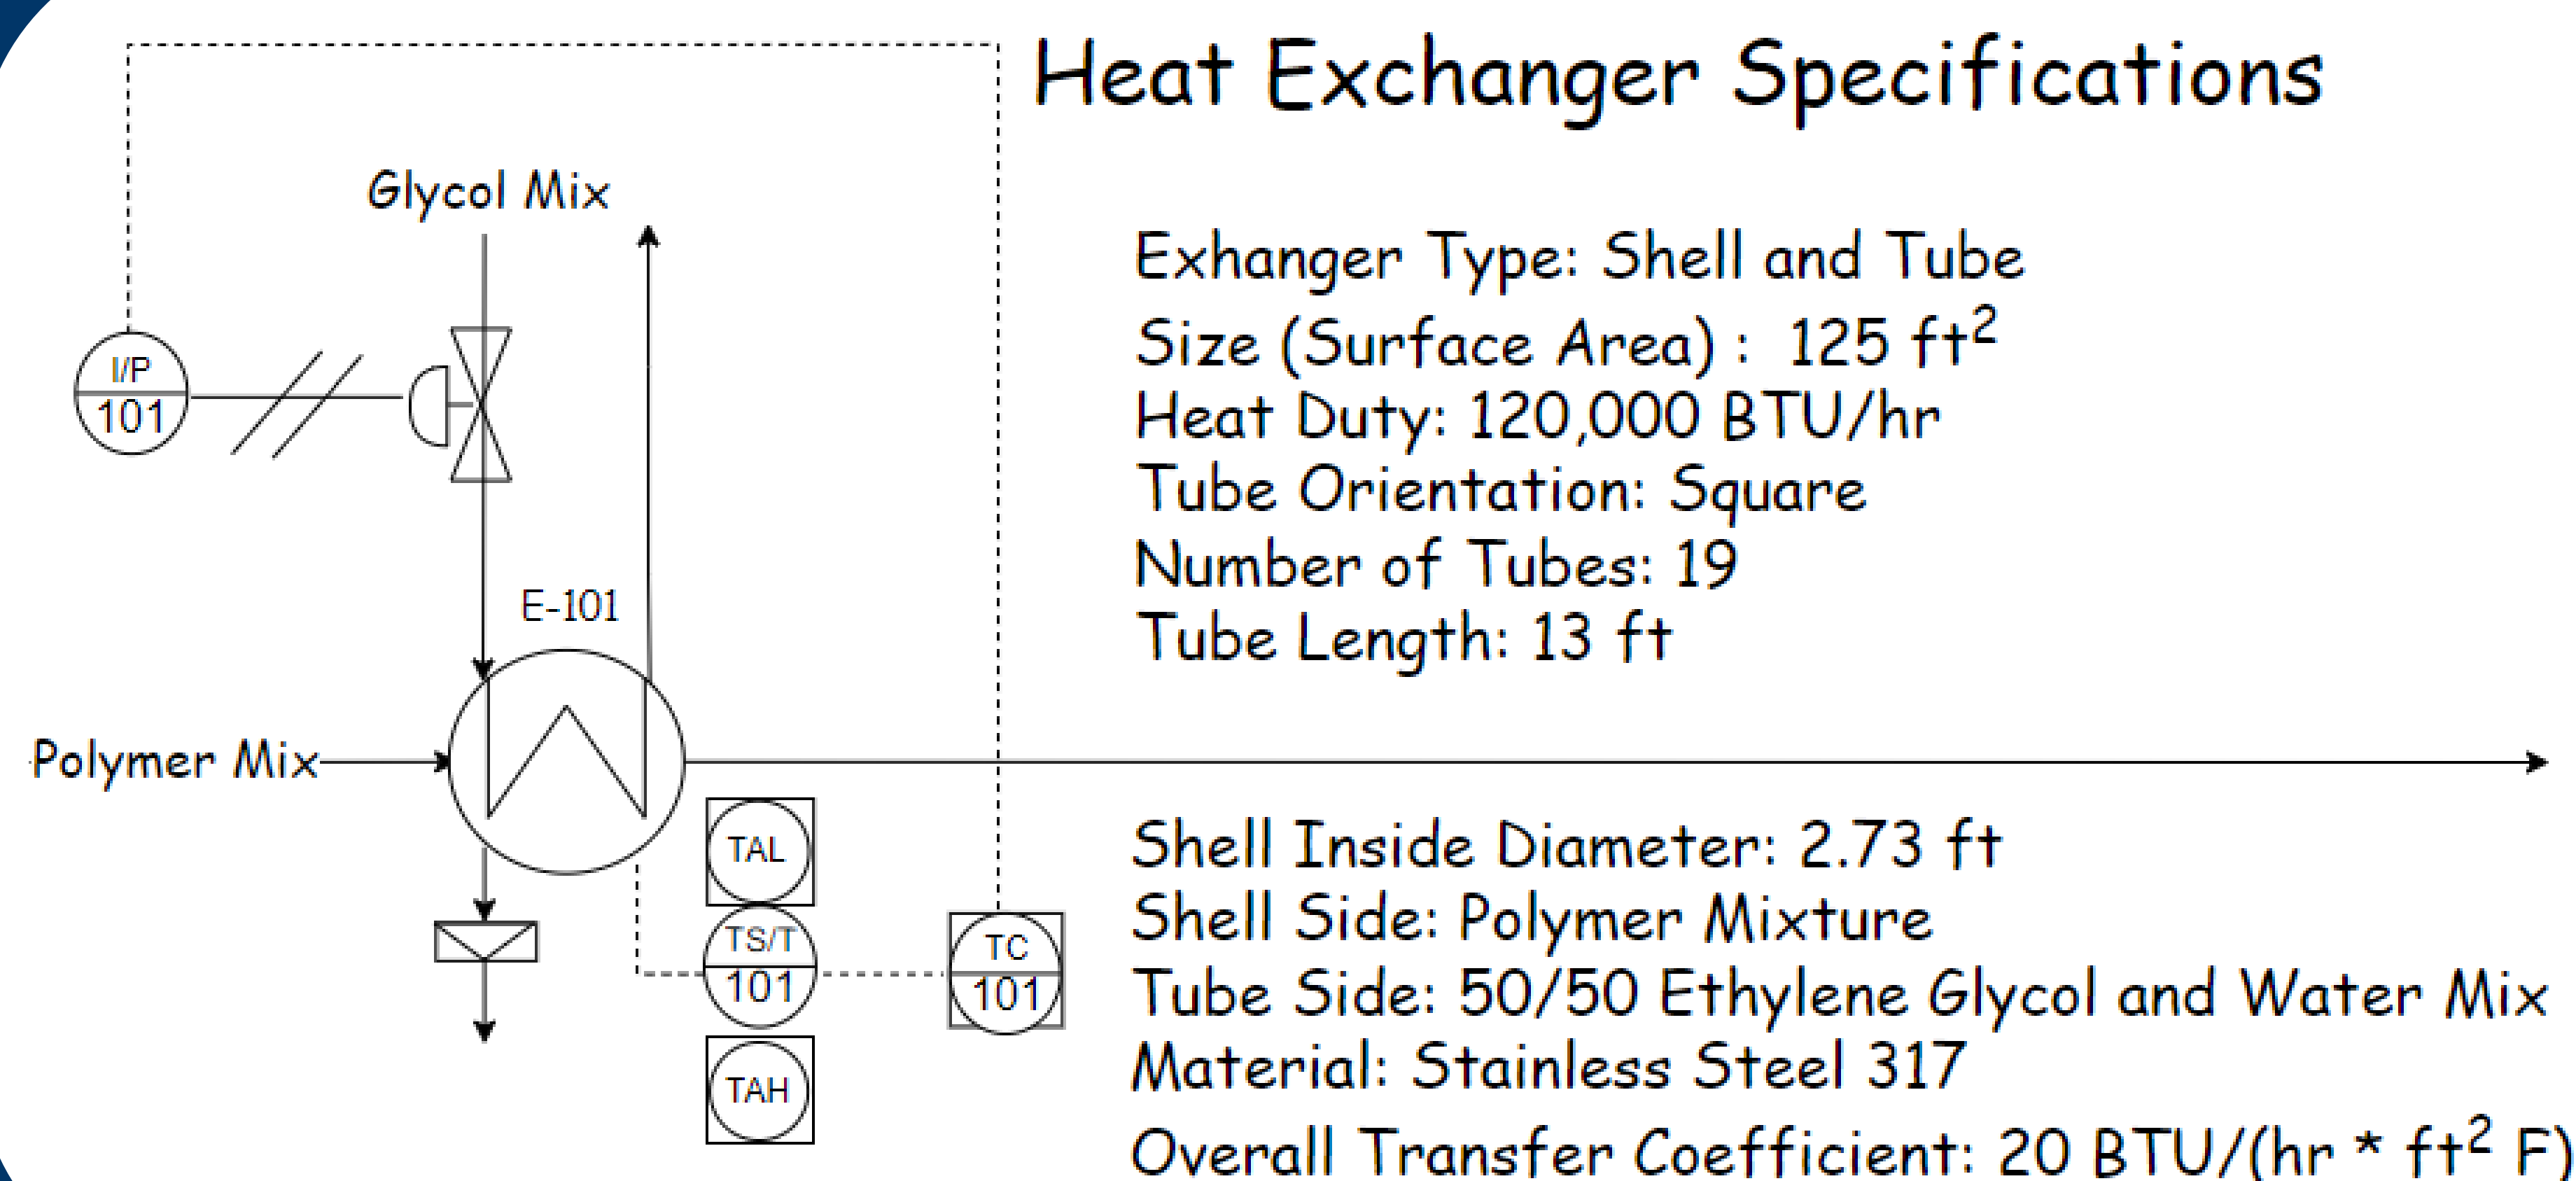 Heat Exchanger Specifications
Glycol Mix
I/P
101
E-101
Polymer Mix
TAL
TS/T
101
TAH
TC
101
Exhanger Type: Shell and Tube
Size (Surface Area) : 125 ft²
Heat Duty: 120,000 BTU/hr
Tube Orientation: Square
Number of Tubes: 19
Tube Length: 13 ft
Shell Inside Diameter: 2.73 ft
Shell Side: Polymer Mixture
Tube Side: 50/50 Ethylene Glycol and Water Mix
Material: Stainless Steel 317
Overall Transfer Coefficient: 20 BTU/(hr * ft² F)